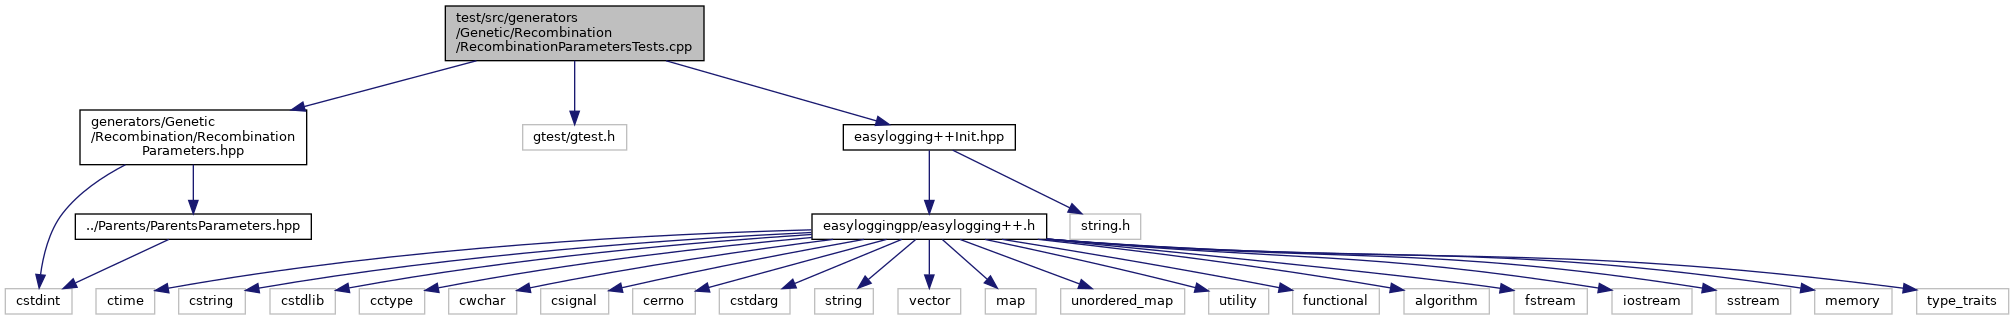 test/src/generators
/Genetic/Recombination
/RecombinationParametersTests.cpp
generators/Genetic
/Recombination/Recombination
Parameters.hpp
gtest/gtest.h
easylogging++Init.hpp
../Parents/ParentsParameters.hpp
easyloggingpp/easylogging++.h
string.h
cstdint
ctime
cstring
cstdlib
cctype
cwchar
csignal
cerrno
cstdarg
string
vector
map
unordered_map
utility
functional
algorithm
fstream
iostream
sstream
memory
type_traits